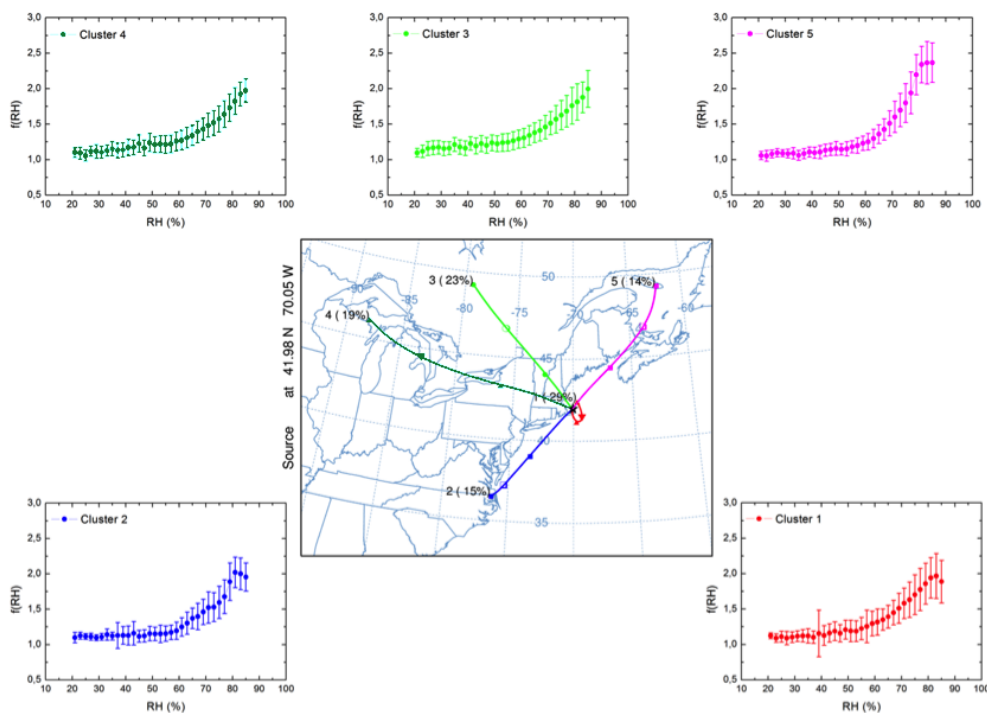 Cluster 4
3,0
2,5
2,0
1,5
1,0
0,5
f(RH)
10 20 30 40 50 60 70 80 90 100
RH (%)
Cluster 3
3,0
2,5
2,0
1,5
1,0
0,5
f(RH)
10 20 30 40 50 60 70 80 90 100
RH (%)
Cluster 5
3,0
2,5
2,0
1,5
1,0
0,5
f(RH)
10 20 30 40 50 60 70 80 90 100
RH (%)
Source at 41.98 N 70.05 W
3 ( 23%)
5 ( 14%)
4 ( 19%)
1 ( 29%)
2 ( 15%)
-90
-85
-80
-75
-70
-65
-60
50
45
40
35
Cluster 2
3,0
2,5
2,0
1,5
1,0
0,5
f(RH)
10 20 30 40 50 60 70 80 90 100
RH (%)
Cluster 1
3,0
2,5
2,0
1,5
1,0
0,5
f(RH)
10 20 30 40 50 60 70 80 90 100
RH (%)